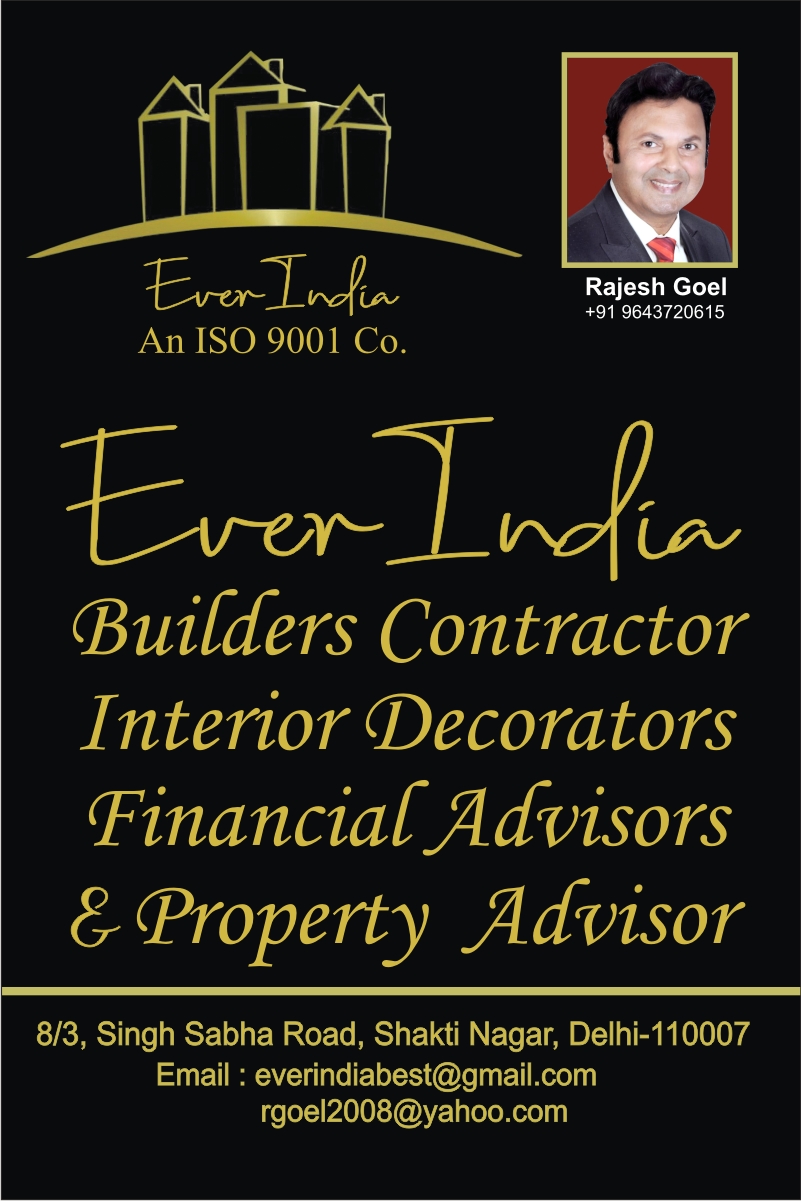 Ever India
An ISO 9001 Co.
Rajesh Goel
+91 9643720615
Ever India
Builders Contractor
Interior Decorators
Financial Advisors
& Property Advisor
8/3, Singh Sabha Road, Shakti Nagar, Delhi-110007
Email : everindiabest@gmail.com
rgoel2008@yahoo.com